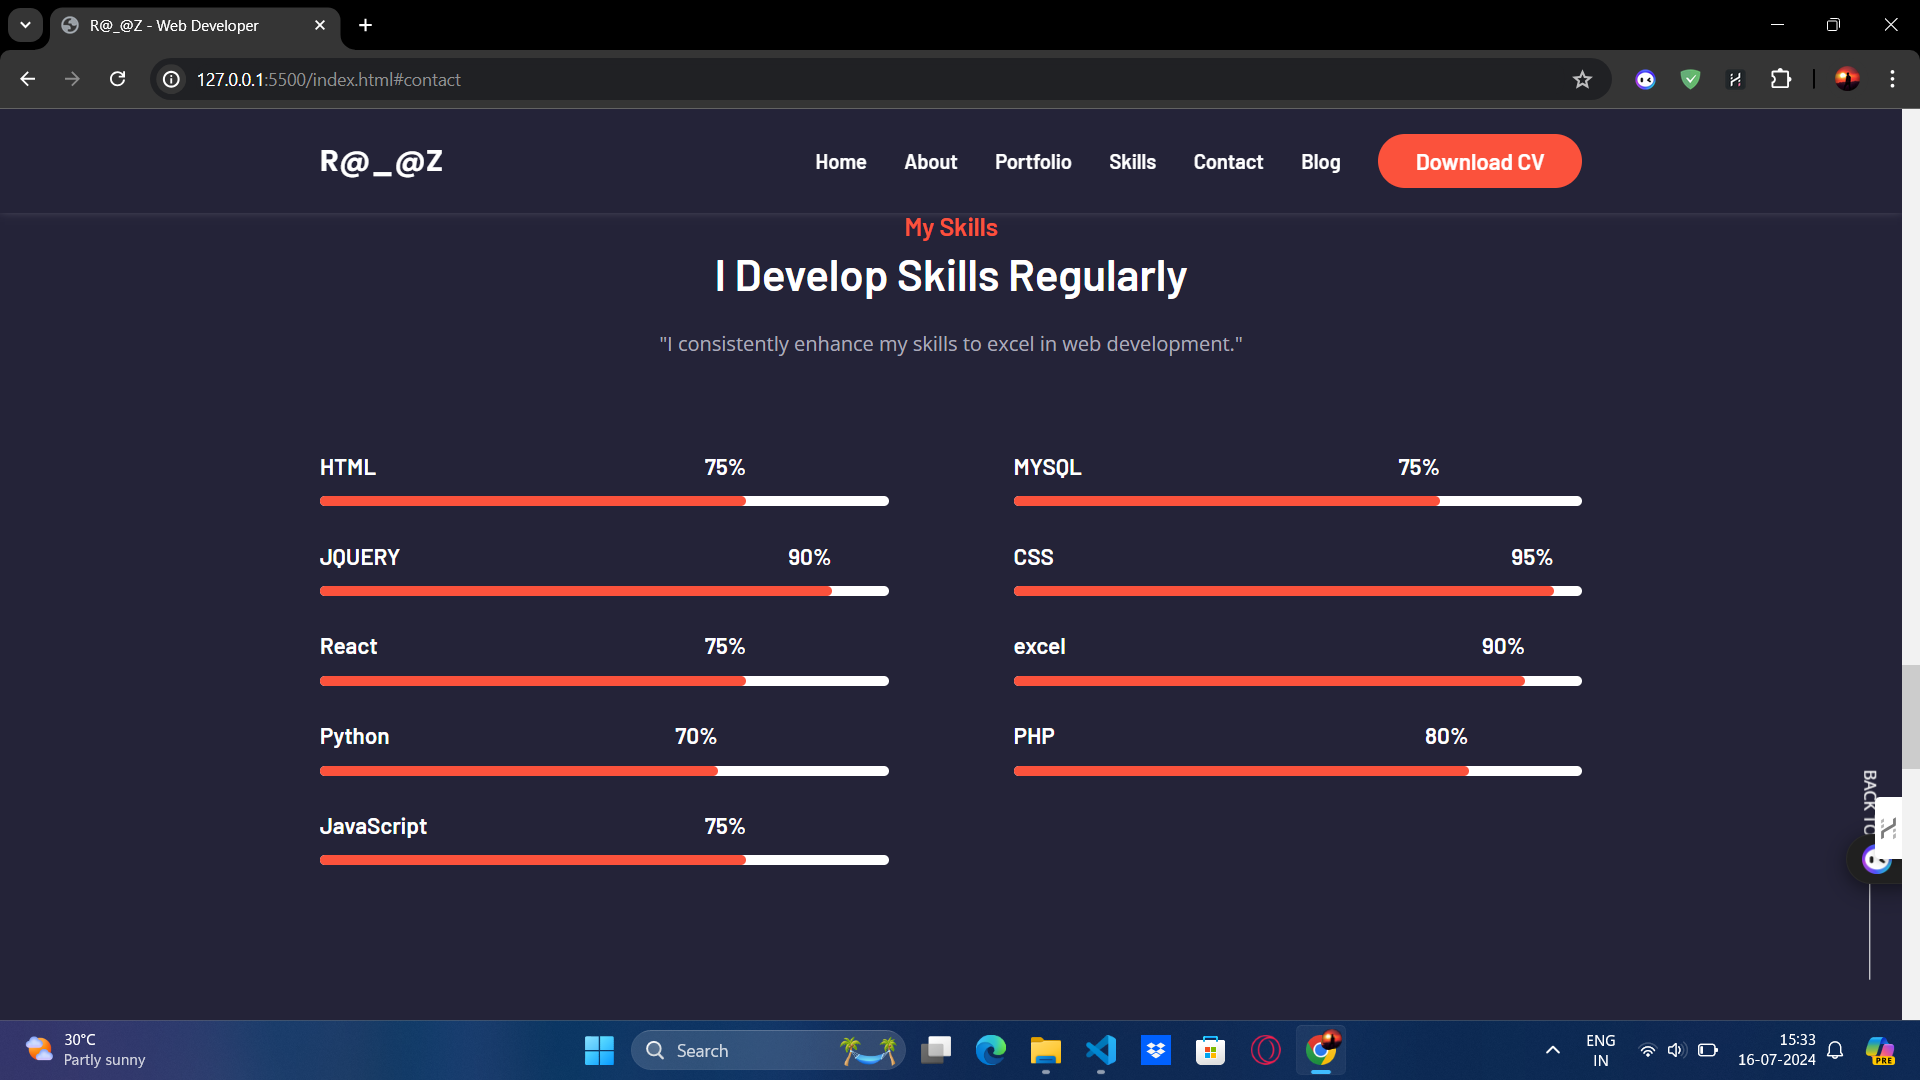 R@_@Z - Web Developer
127.0.0.1:5500/index.html#contact
R@_@Z
Home About Portfolio Skills Contact Blog Download CV
My Skills
I Develop Skills Regularly
"I consistently enhance my skills to excel in web development."
HTML 75%
MYSQL 75%
JQUERY 90%
CSS 95%
React 75%
excel 90%
Python 70%
PHP 80%
JavaScript 75%
BACK TO
30°C
Partly sunny
Search
ENG
IN
15:33
16-07-2024
PRE